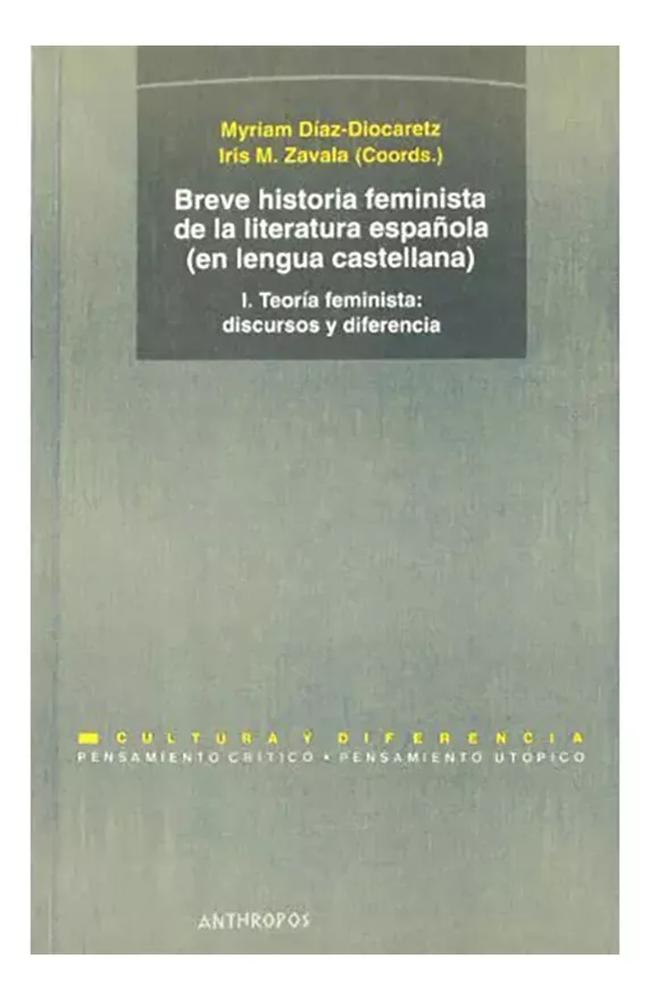 Myriam Díaz-Diocaretz
Iris M. Zavala (Coords.)
Breve historia feminista
de la literatura española
(en lengua castellana)
I. Teoría feminista:
discursos y diferencia
CULTURA Y DIFERENCIA
PENSAMIENTO CRÍTICO • PENSAMIENTO UTÓPICO
ANTHROPOS